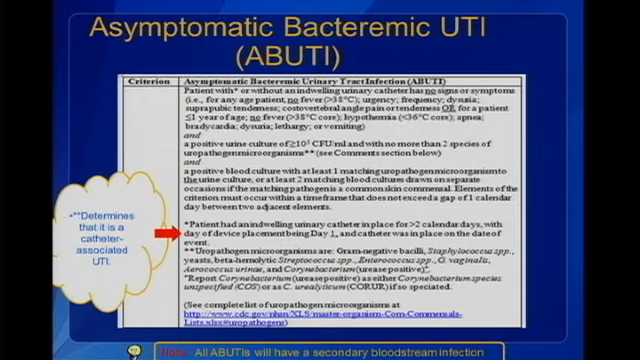 Asymptomatic Bacteremic UTI
(ABUTI)
Criterion Asymptomatic Bacteremic Urinary Tract Infection (ABUTI)
Patient with* or without an indwelling urinary catheter has no signs or symptoms
(i.e., for any age patient, no fever (>38°C); urgency; frequency; dysuria;
suprapubic tenderness; costovertebral angle pain or tenderness OR for a patient
≤1 year of age; no fever (>38°C core); hypothermia (<36°C core); apnea;
bradycardia; dysuria; lethargy; or vomiting)
and
a positive urine culture of ≥10⁵ CFU/ml and with no more than 2 species of
uropathogen microorganisms** (see Comments section below)
and
a positive blood culture with at least 1 matching uropathogen microorganism to
the urine culture, or at least 2 matching blood cultures drawn on separate
occasions if the matching pathogen is a common skin commensal. Elements of the
criterion must occur within a timeframe that does not exceed a gap of 1 calendar
day between two adjacent elements.
*Patient had an indwelling urinary catheter in place for >2 calendar days, with
day of device placement being Day 1, and catheter was in place on the date of
event.
**Uropathogen microorganisms are: Gram-negative bacilli, Staphylococcus spp.,
yeasts, beta-hemolytic Streptococcus spp., Enterococcus spp., G. vaginalis,
Aerococcus urinae, and Corynebacterium (urease positive)⁺.
⁺Report Corynebacterium (urease positive) as either Corynebacterium species
unspecified (COS) or as C. urealyticum (CORUR) if so speciated.
(See complete list of uropathogen microorganisms at
http://www.cdc.gov/nhsn/XLS/master-organism-Com-Commensals-
Lists.xlsx#uropathogens)
•**Determines
that it is a
catheter-
associated
UTI.
Note: All ABUTIs will have a secondary bloodstream infection